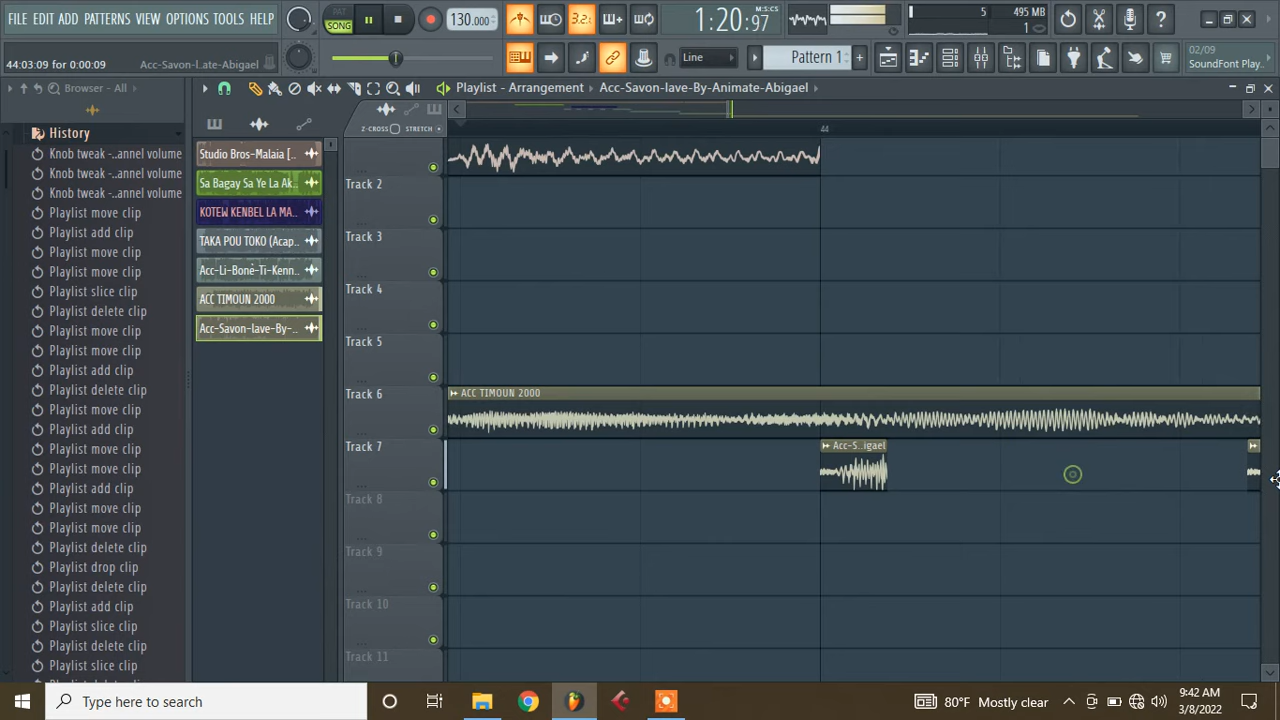 FILE EDIT ADD PATTERNS VIEW OPTIONS TOOLS HELP
PAT
SONG
130.000
3.2
1:20:97
M:S:CS
5
495 MB
1
44:03:09 for 0:00:09
Acc-Savon-l.ate-Abigael
Line
Pattern 1
02/09
SoundFont Play..
Browser - All
Playlist - Arrangement
Acc-Savon-lave-By-Animate-Abigael
Z-CROSS
STRETCH
44
History
Knob tweak -..annel volume
Knob tweak -..annel volume
Knob tweak -..annel volume
Playlist move clip
Playlist add clip
Playlist move clip
Playlist move clip
Playlist slice clip
Playlist delete clip
Playlist move clip
Playlist move clip
Playlist add clip
Playlist delete clip
Playlist move clip
Playlist add clip
Playlist move clip
Playlist move clip
Playlist add clip
Playlist move clip
Playlist move clip
Playlist delete clip
Playlist drop clip
Playlist delete clip
Playlist add clip
Playlist slice clip
Playlist delete clip
Playlist slice clip
Studio Bros-Malaia [..
Sa Bagay Sa Ye La Ak..
KOTEW KENBEL LA MA..
TAKA POU TOKO (Acap..
Acc-Li-Bonè-Ti-Kenn..
ACC TIMOUN 2000
Acc-Savon-lave-By-..
Track 2
Track 3
Track 4
Track 5
Track 6
Track 7
Track 8
Track 9
Track 10
Track 11
ACC TIMOUN 2000
Acc-S..igael
Type here to search
80°F Mostly clear
9:42 AM
3/8/2022